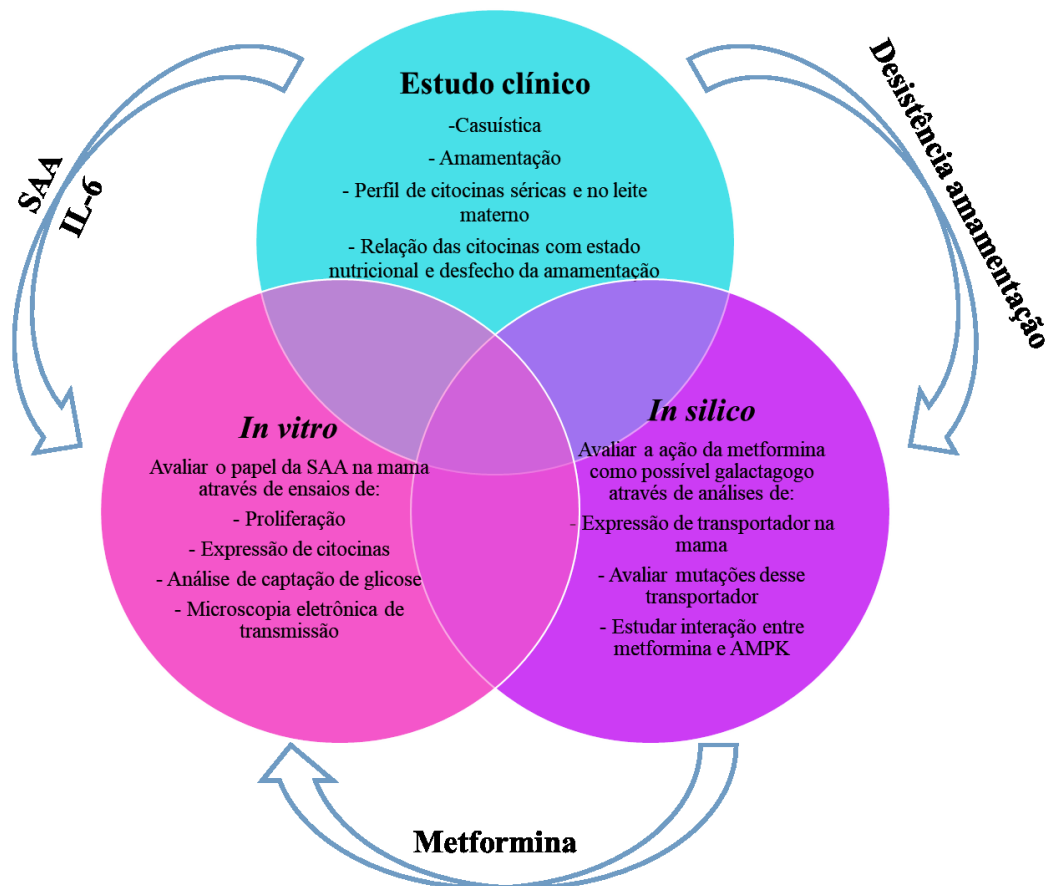 Estudo clínico
-Casuística
- Amamentação
- Perfil de citocinas séricas e no leite
materno
- Relação das citocinas com estado
nutricional e desfecho da amamentação
SAA
IL-6
Desistência amamentação
In vitro
Avaliar o papel da SAA na mama
através de ensaios de:
- Proliferação
- Expressão de citocinas
- Análise de captação de glicose
- Microscopia eletrônica de
transmissão
In silico
Avaliar a ação da metformina
como possível galactagogo
através de análises de:
- Expressão de transportador na
mama
- Avaliar mutações desse
transportador
- Estudar interação entre
metformina e AMPK
Metformina